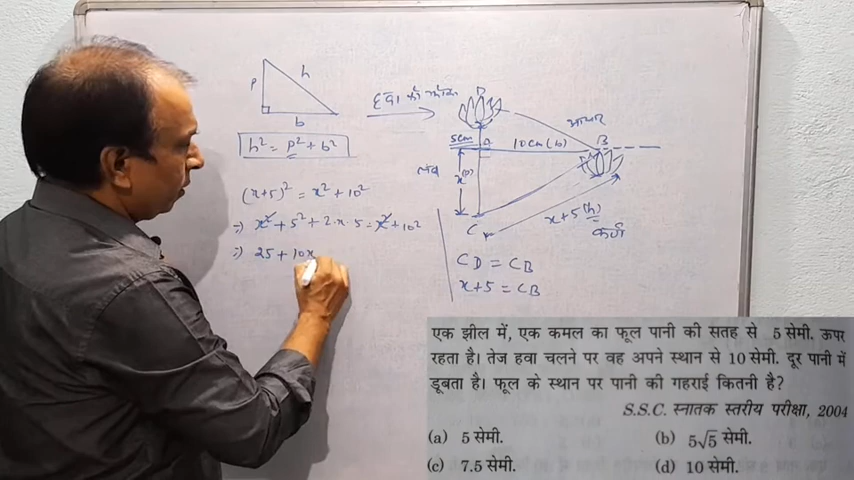 P
h
b
h² = P² + b²
हवा का झोंका
D
5cm
A
10cm (b)
आधार
B
लंब
x(P)
C
x+5 (h)
कर्ण
(x+5)² = x² + 10²
⇒ x² + 5² + 2·x·5 = x² + 10²
⇒ 25 + 10x
CD = CB
x+5 = CB
एक झील में, एक कमल का फूल पानी की सतह से 5 सेमी. ऊपर
रहता है। तेज हवा चलने पर वह अपने स्थान से 10 सेमी. दूर पानी में
डूबता है। फूल के स्थान पर पानी की गहराई कितनी है?
S.S.C. स्नातक स्तरीय परीक्षा, 2004
(a) 5 सेमी. (b) 5√5 सेमी.
(c) 7.5 सेमी. (d) 10 सेमी.